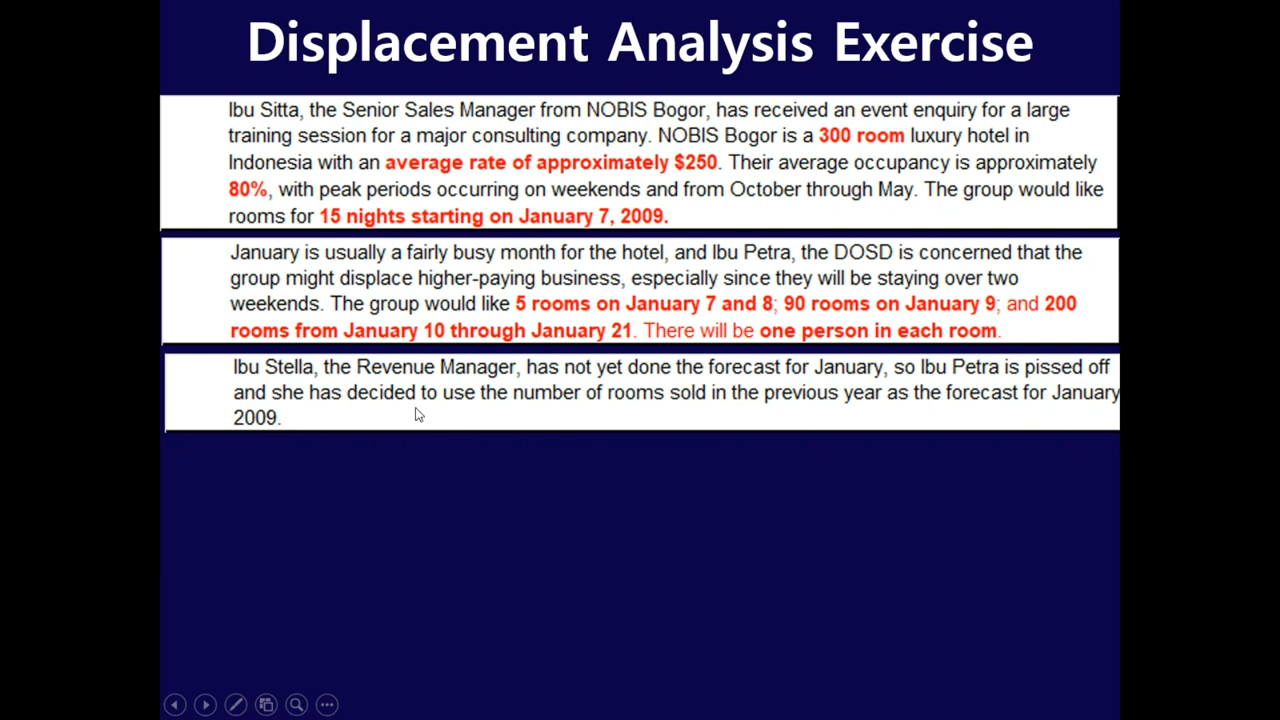 Displacement Analysis Exercise
Ibu Sitta, the Senior Sales Manager from NOBIS Bogor, has received an event enquiry for a large
training session for a major consulting company. NOBIS Bogor is a 300 room luxury hotel in
Indonesia with an average rate of approximately $250. Their average occupancy is approximately
80%, with peak periods occurring on weekends and from October through May. The group would like
rooms for 15 nights starting on January 7, 2009.
January is usually a fairly busy month for the hotel, and Ibu Petra, the DOSD is concerned that the
group might displace higher-paying business, especially since they will be staying over two
weekends. The group would like 5 rooms on January 7 and 8; 90 rooms on January 9; and 200
rooms from January 10 through January 21. There will be one person in each room.
Ibu Stella, the Revenue Manager, has not yet done the forecast for January, so Ibu Petra is pissed off
and she has decided to use the number of rooms sold in the previous year as the forecast for January
2009.